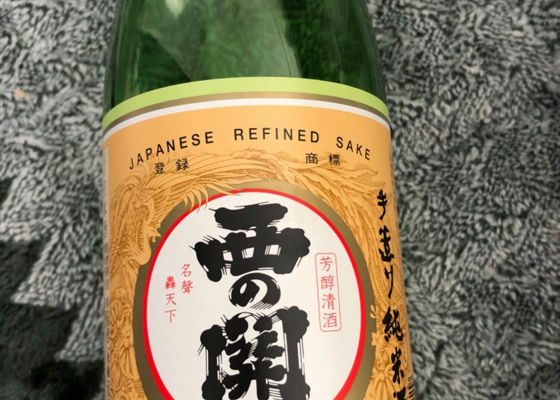 JAPANESE REFINED SAKE
登録 商標
西の関
芳醇清酒
名聲
轟天下
手造り純米酒